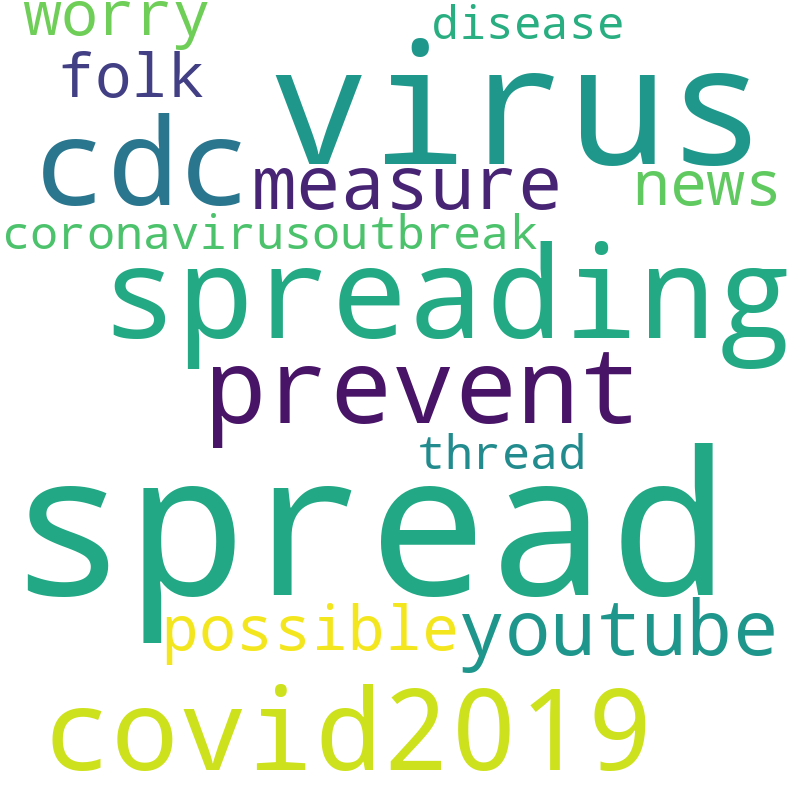 worry
disease
folk
virus
cdc
measure
news
coronavirusoutbreak
spreading
prevent
thread
spread
possible
youtube
covid2019